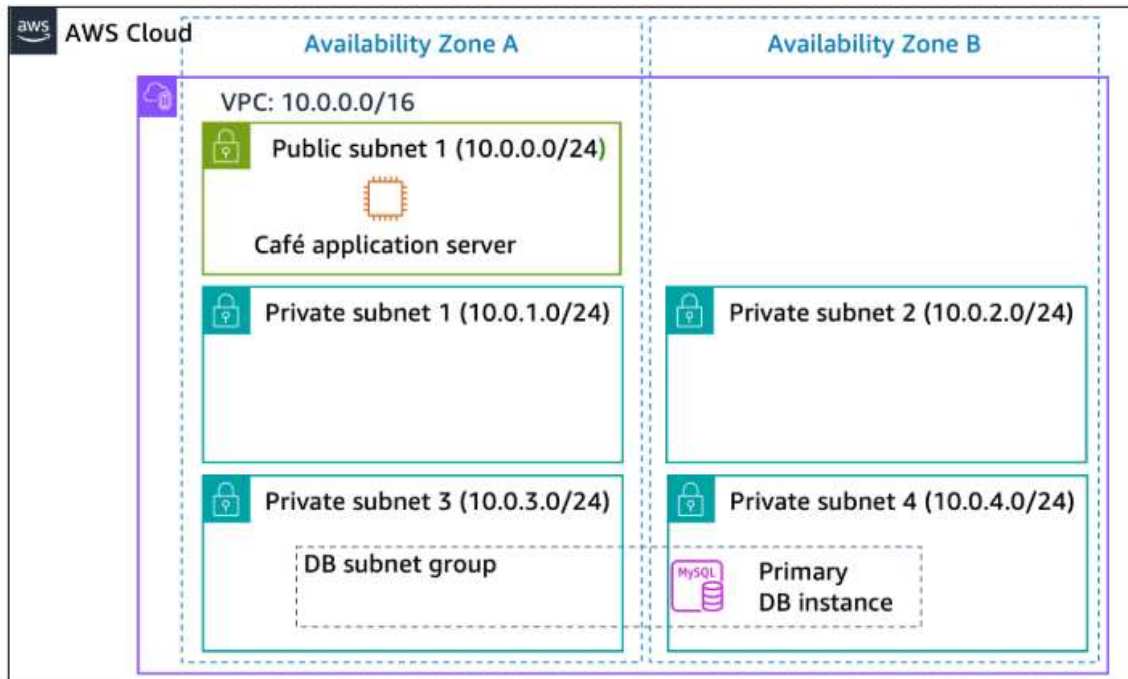 aws
AWS Cloud
Availability Zone A
Availability Zone B
VPC: 10.0.0.0/16
Public subnet 1 (10.0.0.0/24)
Café application server
Private subnet 1 (10.0.1.0/24)
Private subnet 2 (10.0.2.0/24)
Private subnet 3 (10.0.3.0/24)
Private subnet 4 (10.0.4.0/24)
DB subnet group
MySQL
Primary
DB instance